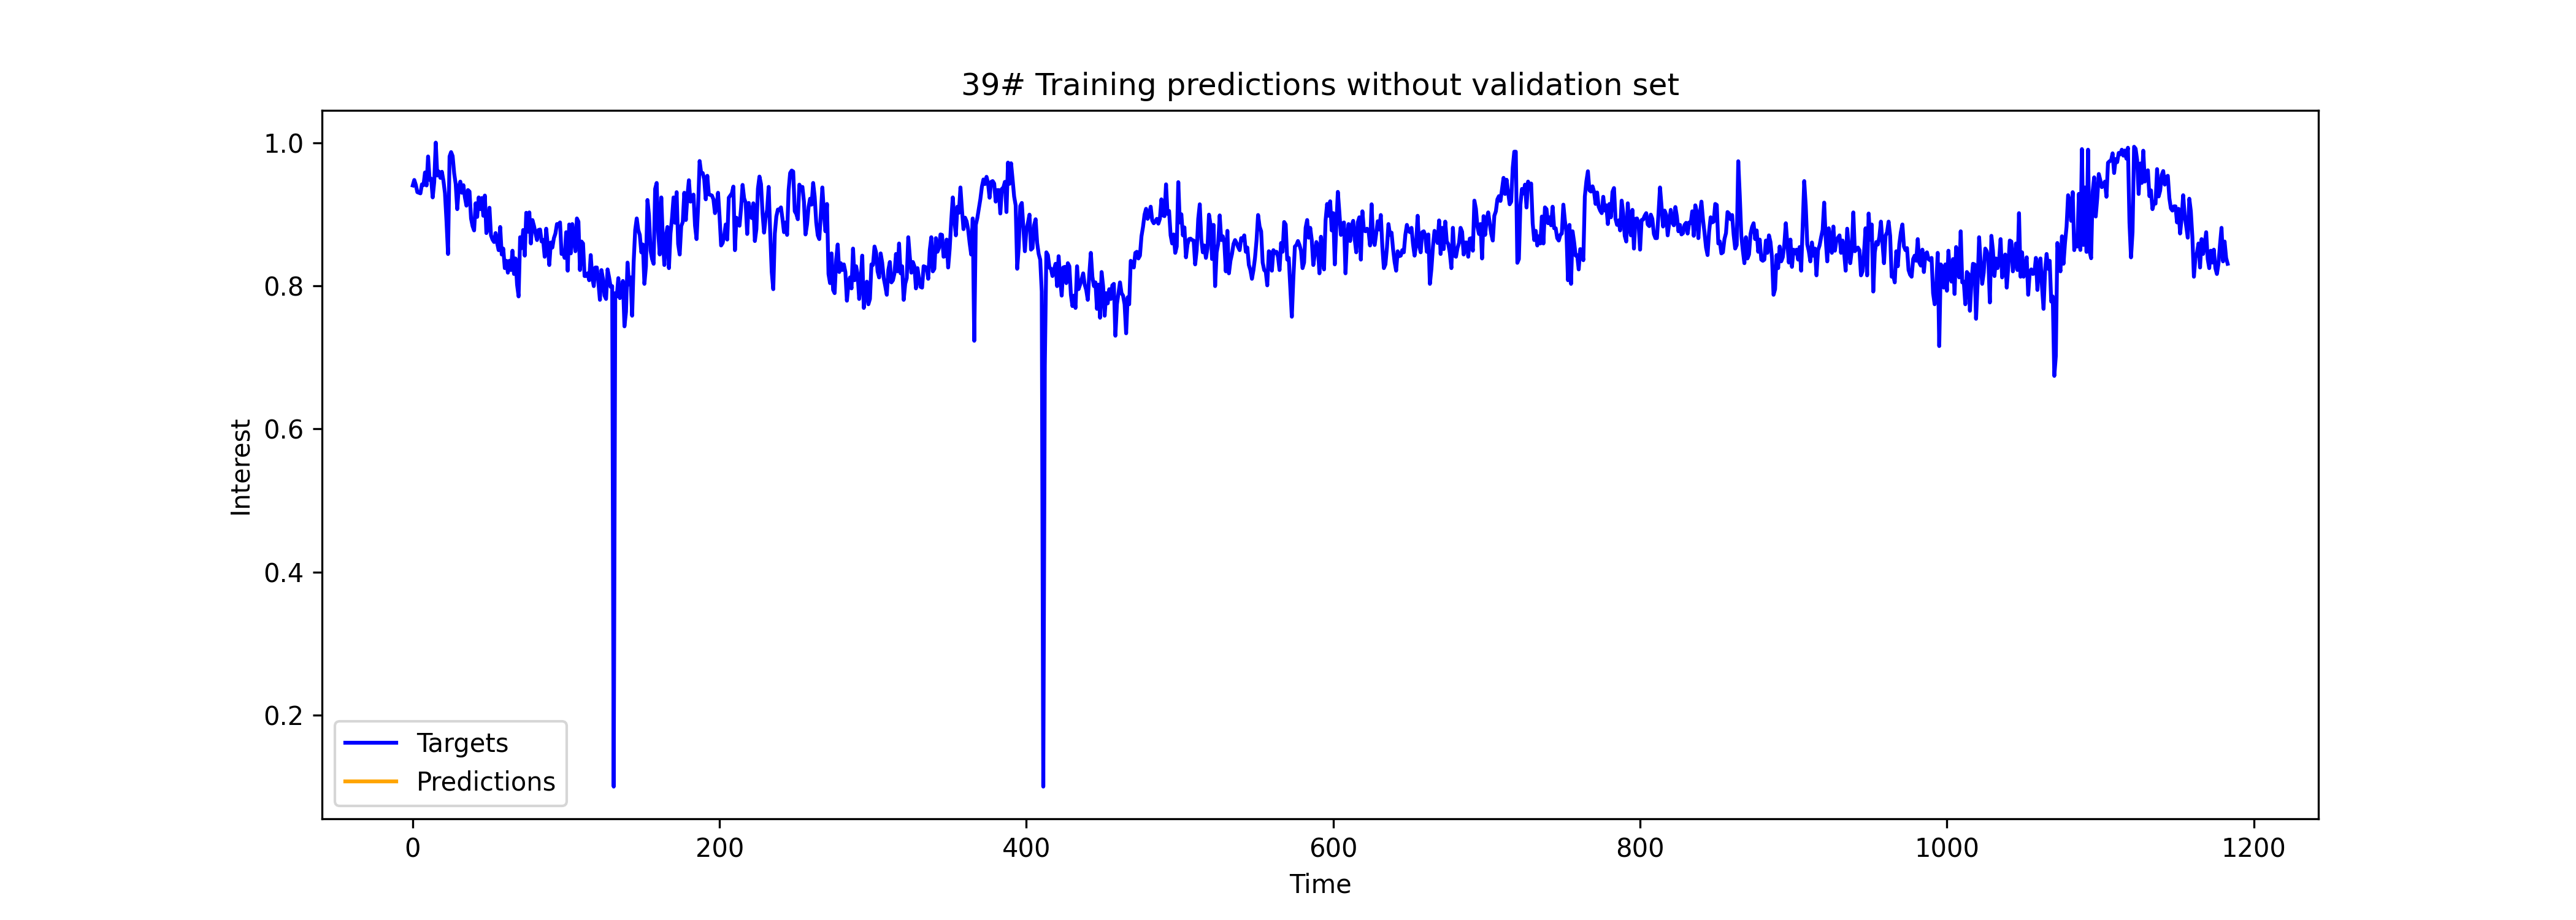 39# Training predictions without validation set
1.0
0.8
0.6
0.4
0.2
Interest
Targets
Predictions
0 200 400 600 800 1000 1200
Time